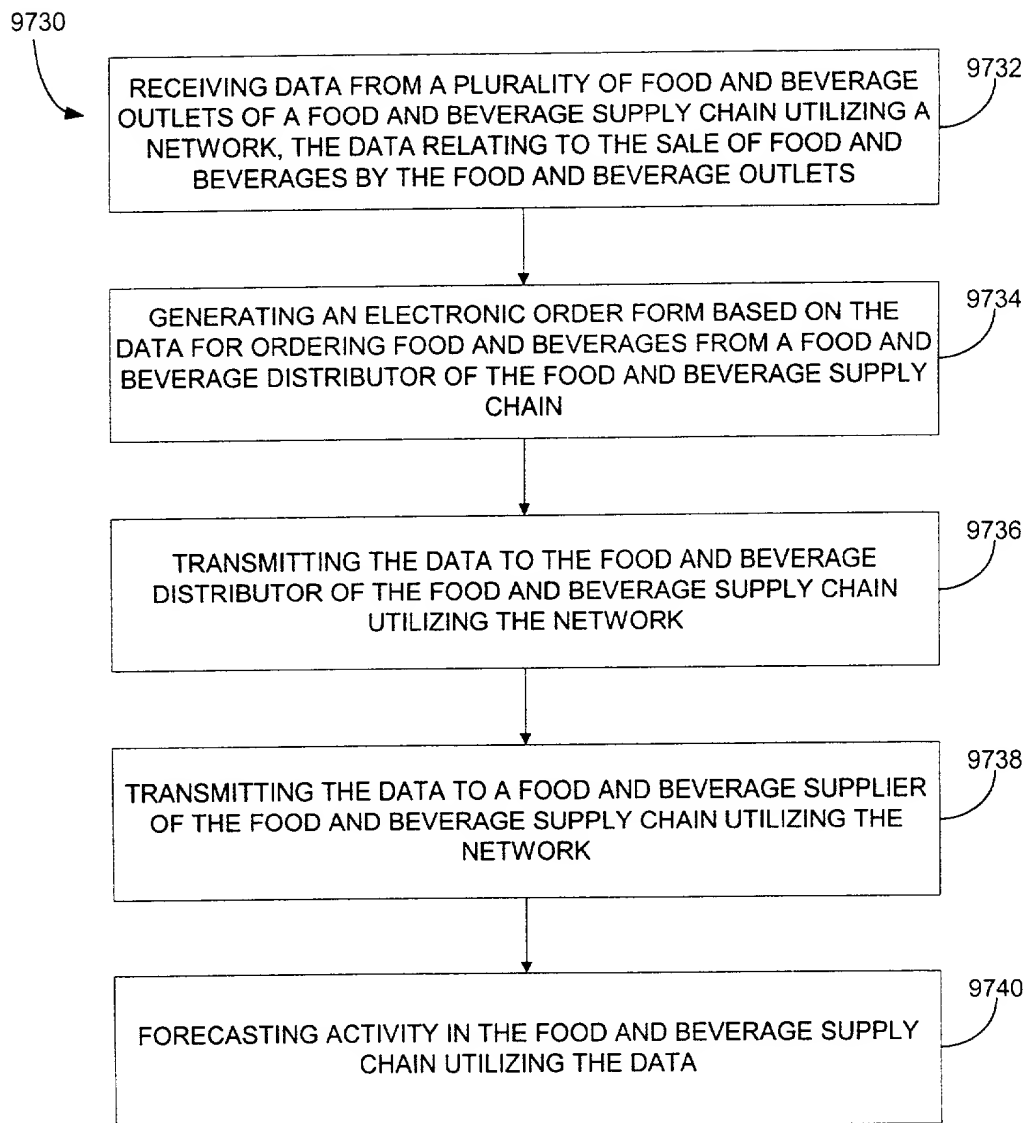 9730
9732
RECEIVING DATA FROM A PLURALITY OF FOOD AND BEVERAGE
OUTLETS OF A FOOD AND BEVERAGE SUPPLY CHAIN UTILIZING A
NETWORK, THE DATA RELATING TO THE SALE OF FOOD AND
BEVERAGES BY THE FOOD AND BEVERAGE OUTLETS
9734
GENERATING AN ELECTRONIC ORDER FORM BASED ON THE
DATA FOR ORDERING FOOD AND BEVERAGES FROM A FOOD AND
BEVERAGE DISTRIBUTOR OF THE FOOD AND BEVERAGE SUPPLY
CHAIN
9736
TRANSMITTING THE DATA TO THE FOOD AND BEVERAGE
DISTRIBUTOR OF THE FOOD AND BEVERAGE SUPPLY CHAIN
UTILIZING THE NETWORK
9738
TRANSMITTING THE DATA TO A FOOD AND BEVERAGE SUPPLIER
OF THE FOOD AND BEVERAGE SUPPLY CHAIN UTILIZING THE
NETWORK
9740
FORECASTING ACTIVITY IN THE FOOD AND BEVERAGE SUPPLY
CHAIN UTILIZING THE DATA